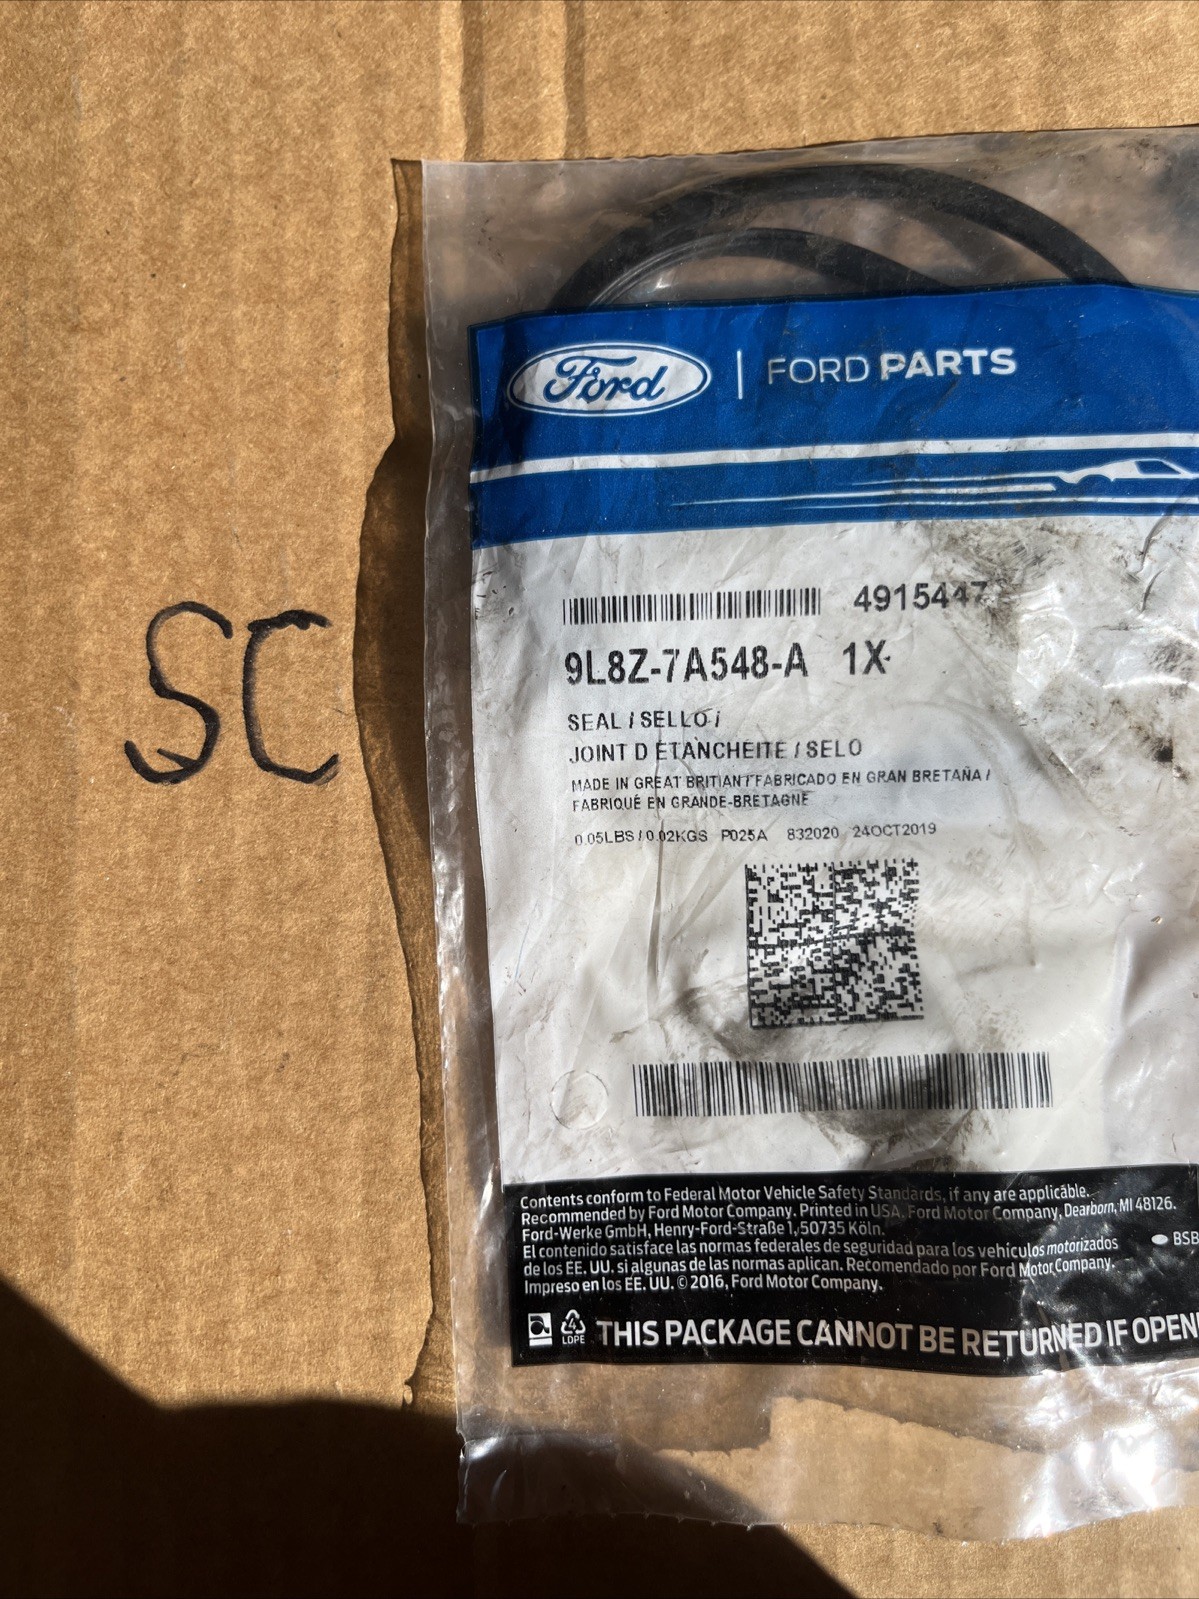 SC
Ford | FORD PARTS
4915447
9L8Z-7A548-A 1X
SEAL / SELLO /
JOINT D ETANCHEITE / SELO
MADE IN GREAT BRITIAN / FABRICADO EN GRAN BRETAÑA /
FABRIQUÉ EN GRANDE-BRETAGNE
0.05LBS / 0.02KGS P025A 832020 24OCT2019
Contents conform to Federal Motor Vehicle Safety Standards, if any are applicable.
Recommended by Ford Motor Company. Printed in USA. Ford Motor Company, Dearborn, MI 48126.
Ford-Werke GmbH, Henry-Ford-Straße 1, 50735 Köln.
El contenido satisface las normas federales de seguridad para los vehículos motorizados
de los EE. UU. si algunas de las normas aplican. Recomendado por Ford Motor Company.
Impreso en los EE. UU. © 2016, Ford Motor Company.
BSB
4
LDPE
THIS PACKAGE CANNOT BE RETURNED IF OPEN